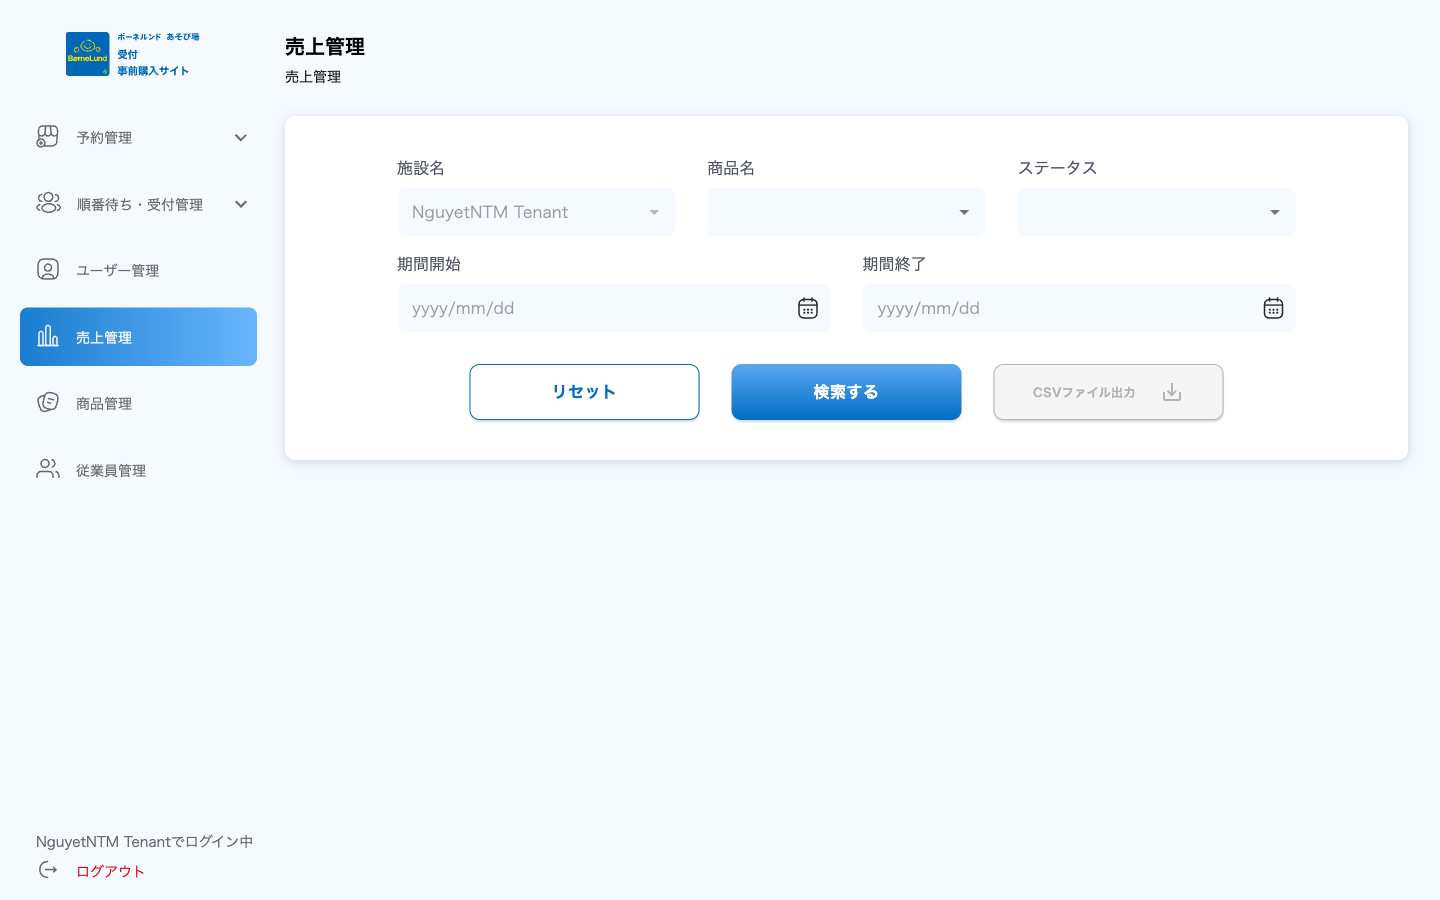 ボーネルンド あそび場
受付
事前購入サイト
BørneLund
予約管理
順番待ち・受付管理
ユーザー管理
売上管理
商品管理
従業員管理
NguyetNTM Tenantでログイン中
ログアウト
売上管理
売上管理
施設名
商品名
ステータス
NguyetNTM Tenant
期間開始
期間終了
yyyy/mm/dd
yyyy/mm/dd
リセット
検索する
CSVファイル出力